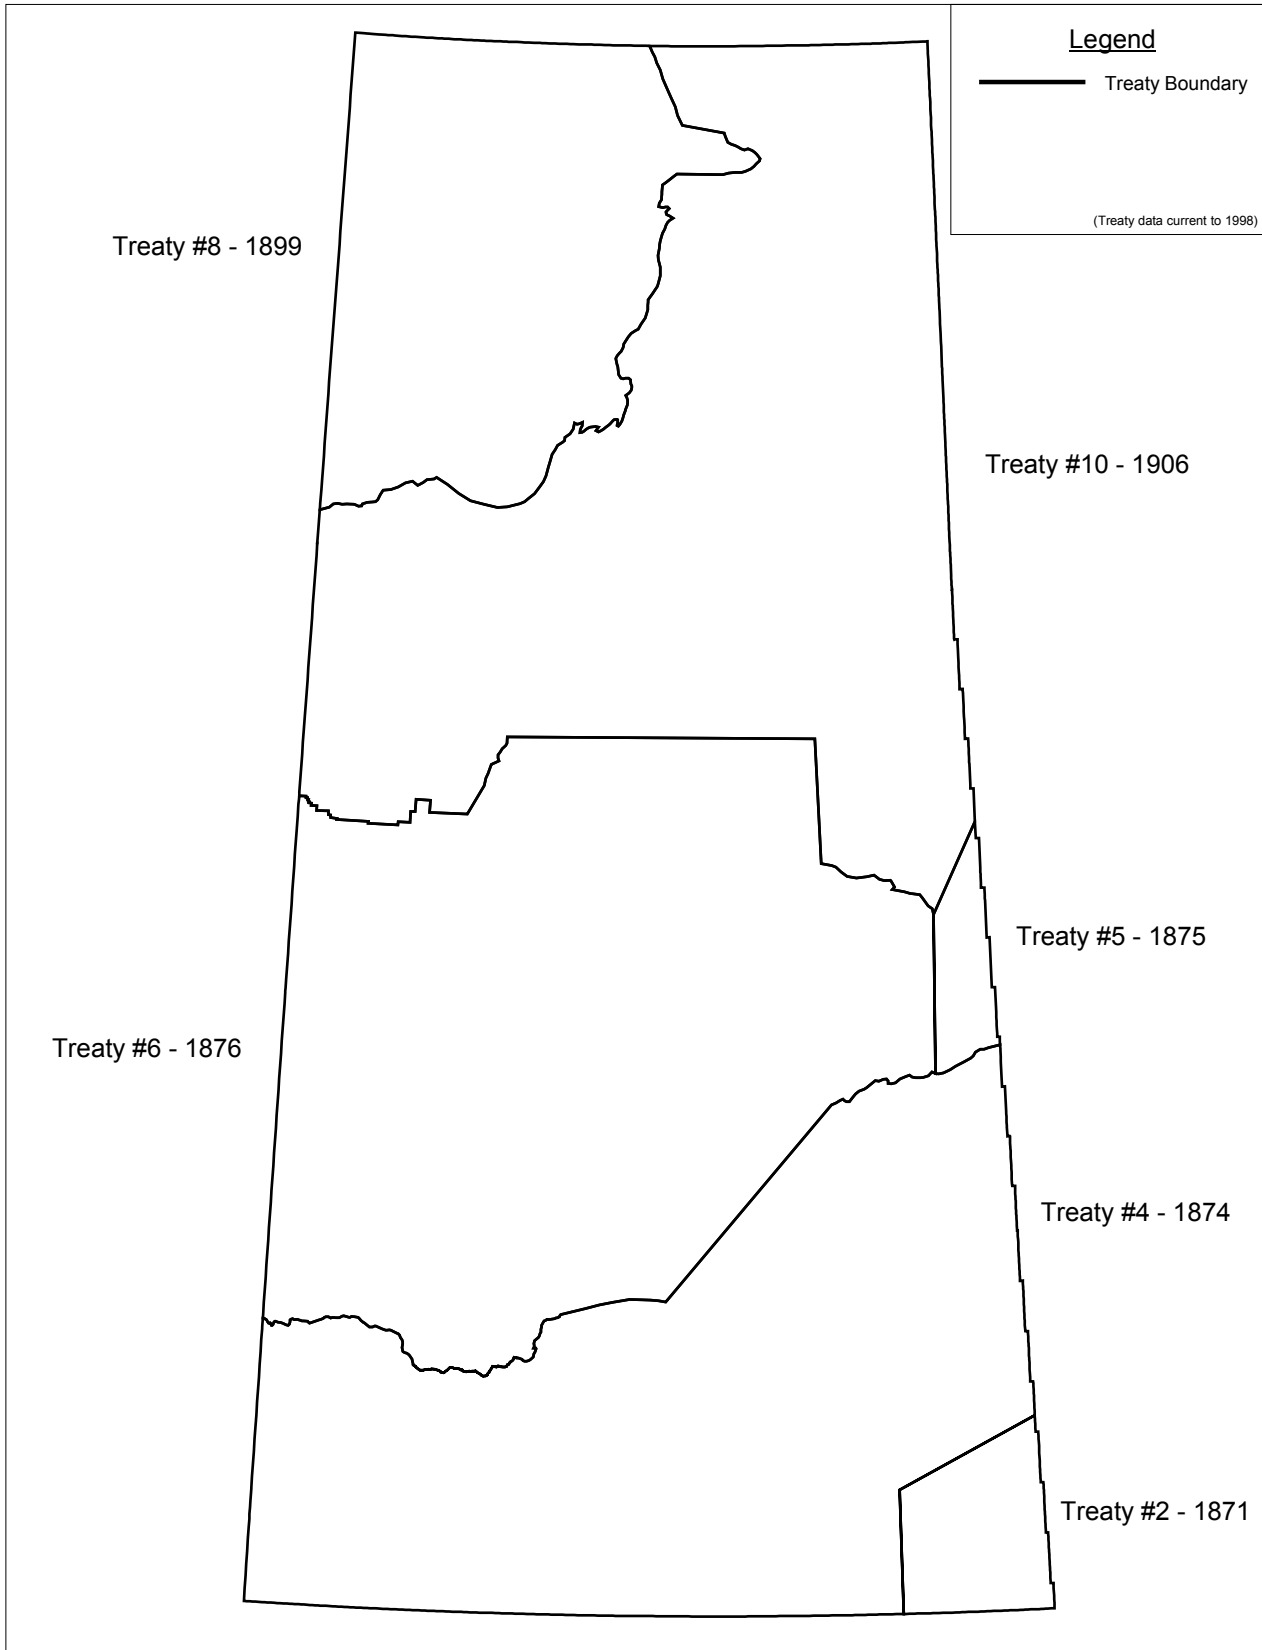 Legend
Treaty Boundary
(Treaty data current to 1998)
Treaty #8 - 1899
Treaty #10 - 1906
Treaty #5 - 1875
Treaty #6 - 1876
Treaty #4 - 1874
Treaty #2 - 1871